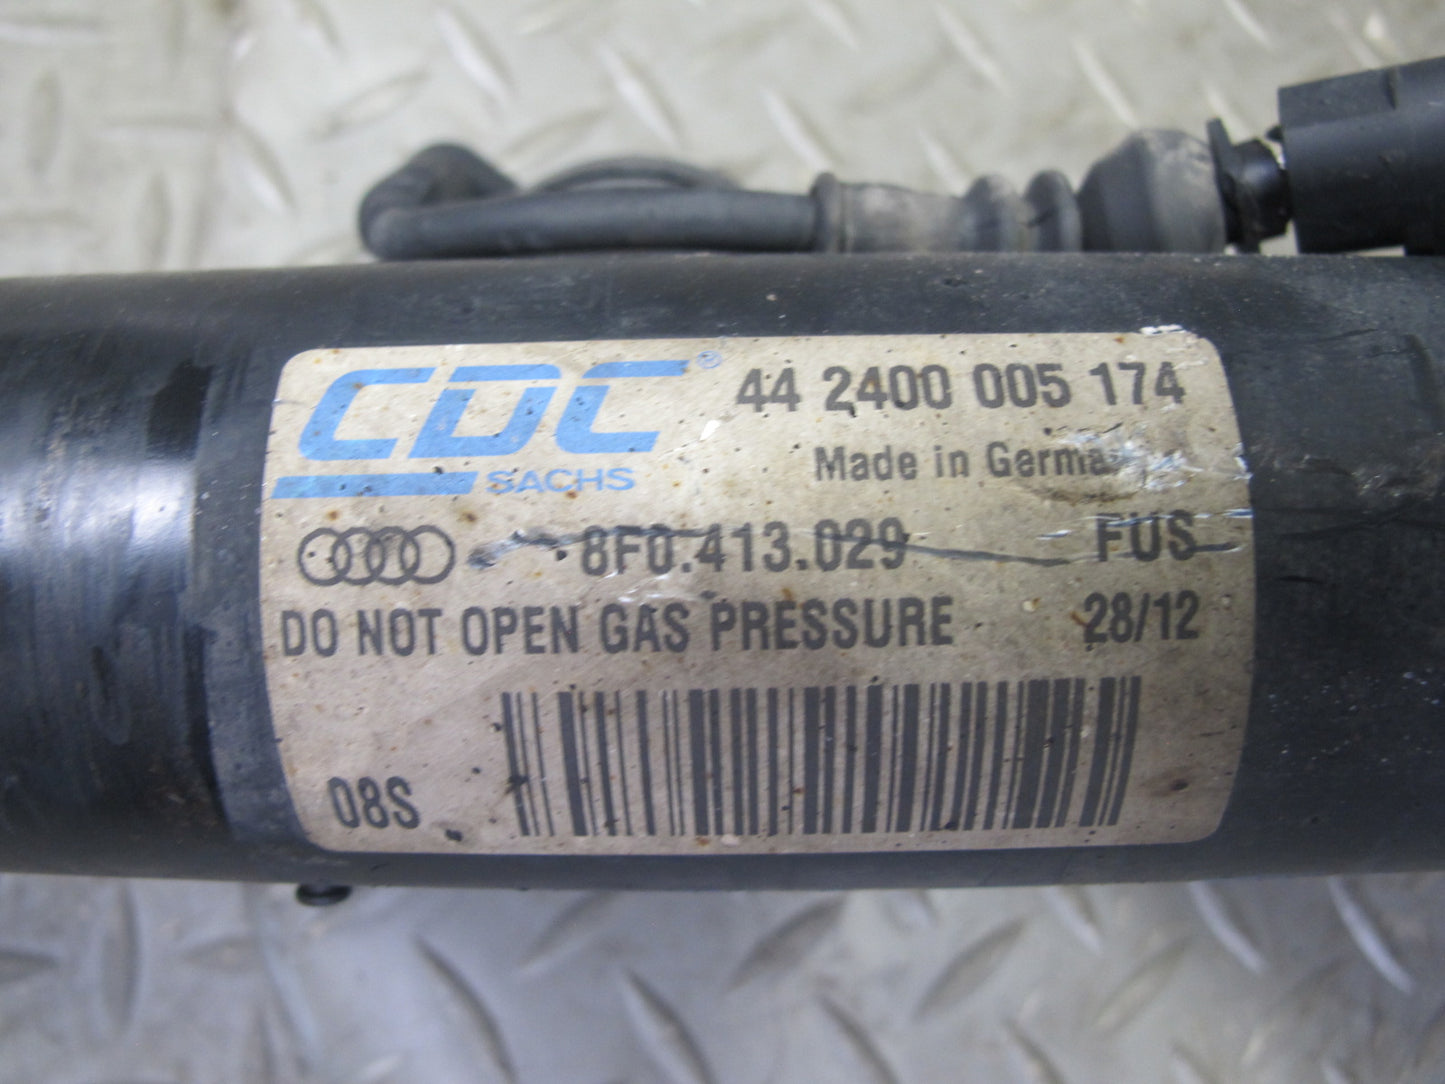 CDC® 44 2400 005 174
SACHS Made in
8F0.413.029 FUS
DO NOT OPEN GAS PRESSURE 28/12
08S